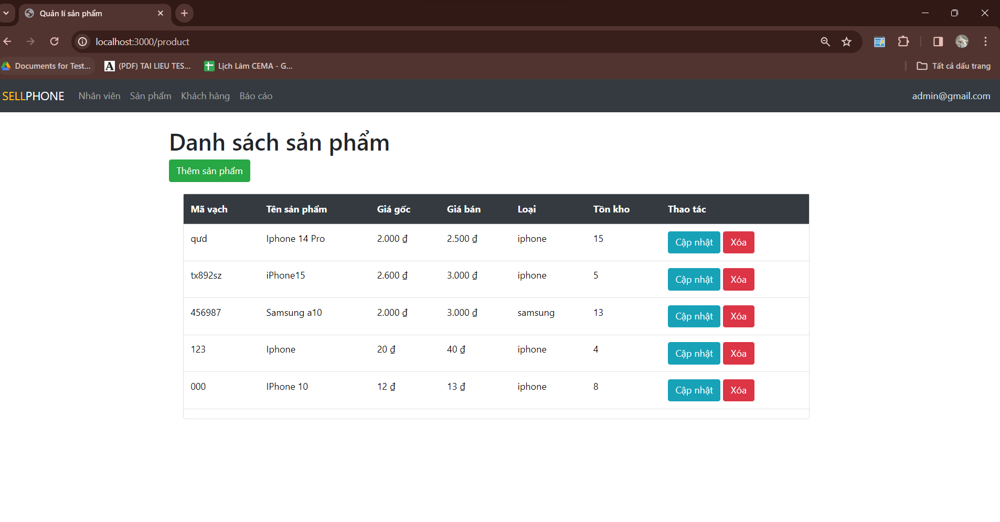 Quản lí sản phẩm
localhost:3000/product
Documents for Test... (PDF) TAI LIEU TES... Lịch Làm CEMA - G... Tất cả dấu trang
SELLPHONE Nhân viên Sản phẩm Khách hàng Báo cáo admin@gmail.com
Danh sách sản phẩm
Thêm sản phẩm
Mã vạch Tên sản phẩm Giá gốc Giá bán Loại Tồn kho Thao tác
qưd Iphone 14 Pro 2.000 ₫ 2.500 ₫ iphone 15 Cập nhật Xóa
tx892sz iPhone15 2.600 ₫ 3.000 ₫ iphone 5 Cập nhật Xóa
456987 Samsung a10 2.000 ₫ 3.000 ₫ samsung 13 Cập nhật Xóa
123 Iphone 20 ₫ 40 ₫ iphone 4 Cập nhật Xóa
000 IPhone 10 12 ₫ 13 ₫ iphone 8 Cập nhật Xóa